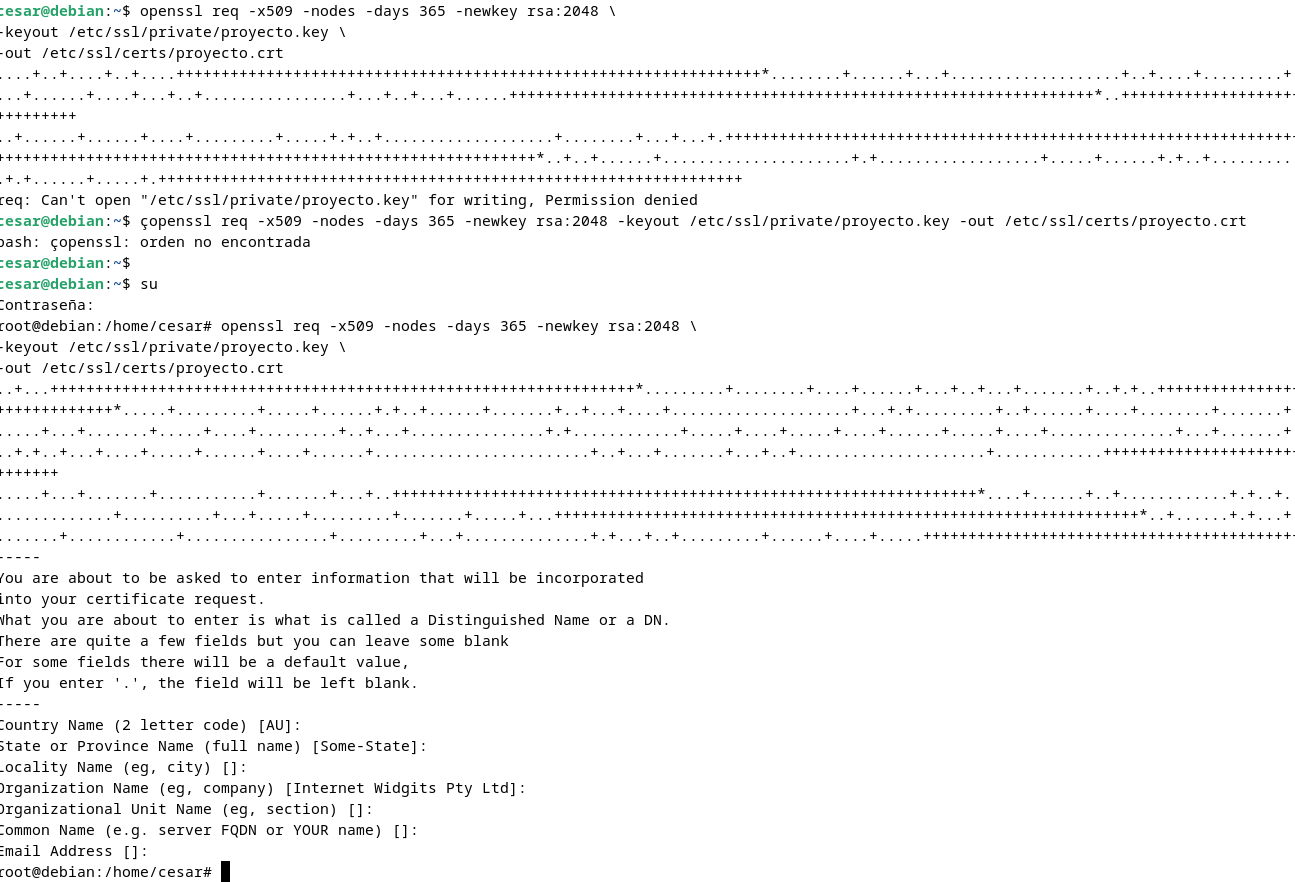 cesar@debian:~$ openssl req -x509 -nodes -days 365 -newkey rsa:2048 \
-keyout /etc/ssl/private/proyecto.key \
-out /etc/ssl/certs/proyecto.crt
req: Can't open "/etc/ssl/private/proyecto.key" for writing, Permission denied
cesar@debian:~$ çopenssl req -x509 -nodes -days 365 -newkey rsa:2048 -keyout /etc/ssl/private/proyecto.key -out /etc/ssl/certs/proyecto.crt
bash: çopenssl: orden no encontrada
cesar@debian:~$
cesar@debian:~$ su
Contraseña:
root@debian:/home/cesar# openssl req -x509 -nodes -days 365 -newkey rsa:2048 \
-keyout /etc/ssl/private/proyecto.key \
-out /etc/ssl/certs/proyecto.crt
-----
You are about to be asked to enter information that will be incorporated
into your certificate request.
What you are about to enter is what is called a Distinguished Name or a DN.
There are quite a few fields but you can leave some blank
For some fields there will be a default value,
If you enter '.', the field will be left blank.
-----
Country Name (2 letter code) [AU]:
State or Province Name (full name) [Some-State]:
Locality Name (eg, city) []:
Organization Name (eg, company) [Internet Widgits Pty Ltd]:
Organizational Unit Name (eg, section) []:
Common Name (e.g. server FQDN or YOUR name) []:
Email Address []:
root@debian:/home/cesar#